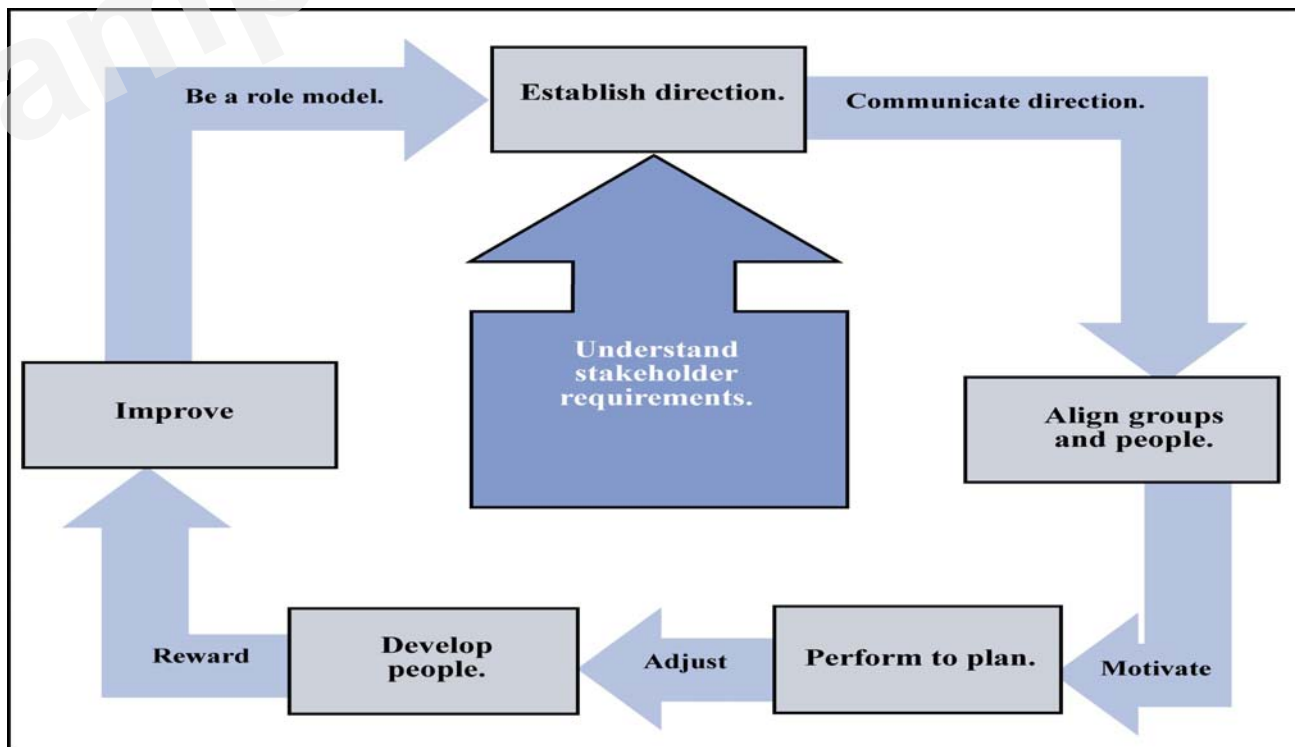 Be a role model.
Establish direction.
Communicate direction.
Understand
stakeholder
requirements.
Improve
Align groups
and people.
Reward
Develop
people.
Adjust
Perform to plan.
Motivate